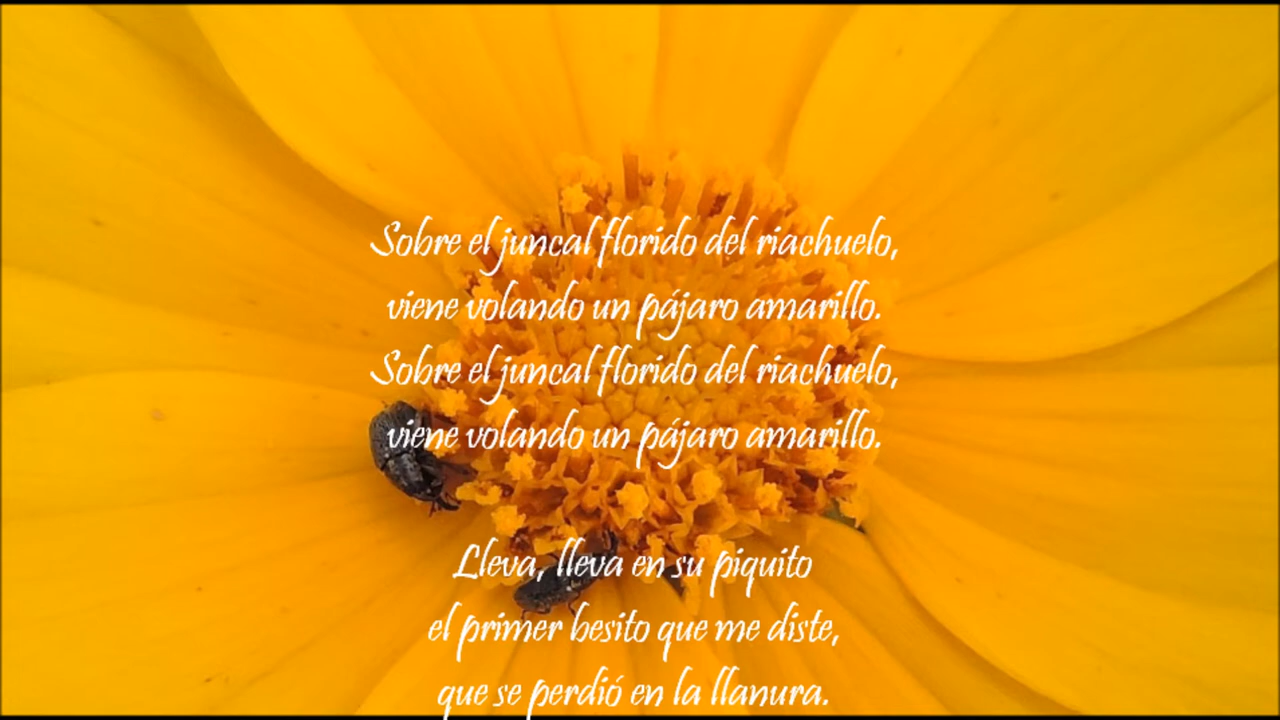 Sobre el juncal florido del riachuelo,
viene volando un pájaro amarillo.
Sobre el juncal florido del riachuelo,
viene volando un pájaro amarillo.
Lleva, lleva en su piquito
el primer besito que me diste,
que se perdió en la llanura.